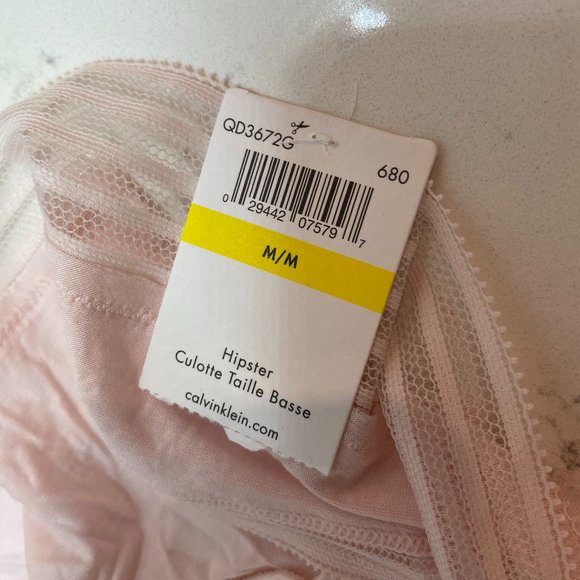 QD3672G
680
0 29442 07579 7
M/M
Hipster
Culotte Taille Basse
calvinklein.com